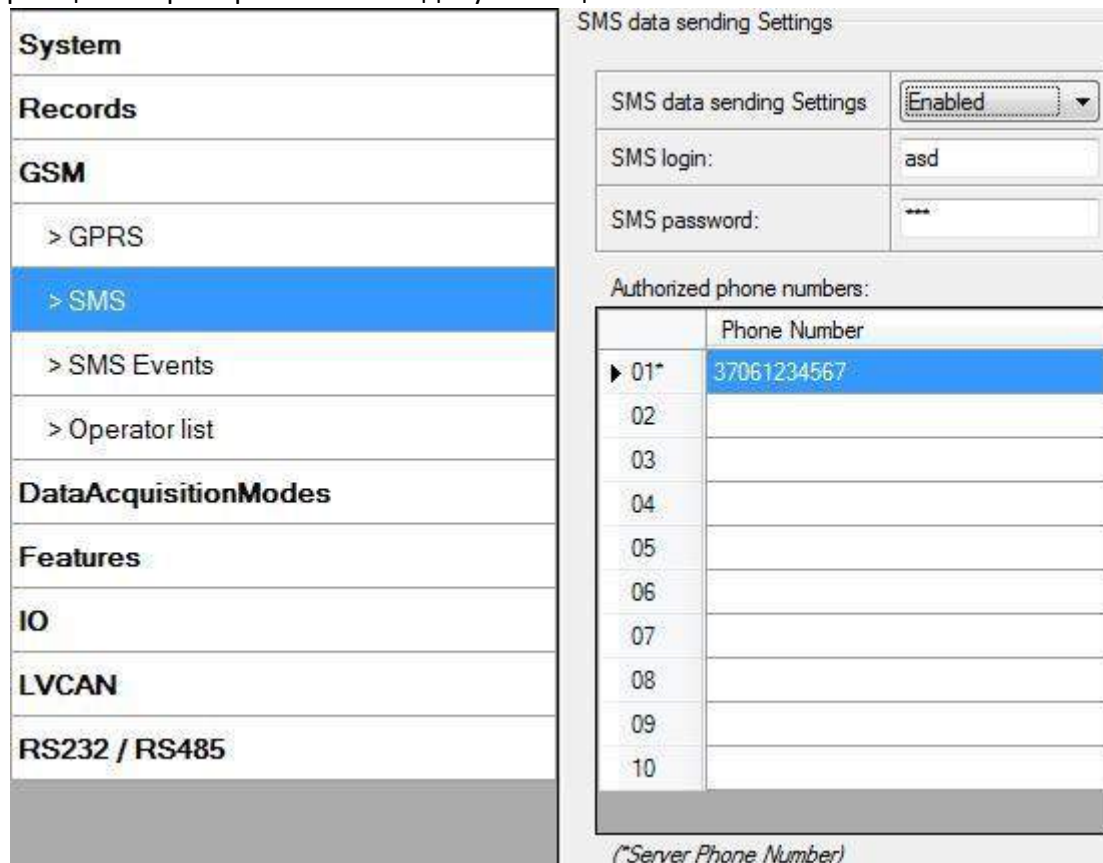 System
Records
GSM
> GPRS
> SMS
> SMS Events
> Operator list
DataAcquisitionModes
Features
IO
LVCAN
RS232 / RS485
SMS data sending Settings
SMS data sending Settings Enabled
SMS login: asd
SMS password: ***
Authorized phone numbers:
Phone Number
01* 37061234567
02
03
04
05
06
07
08
09
10
(*Server Phone Number)